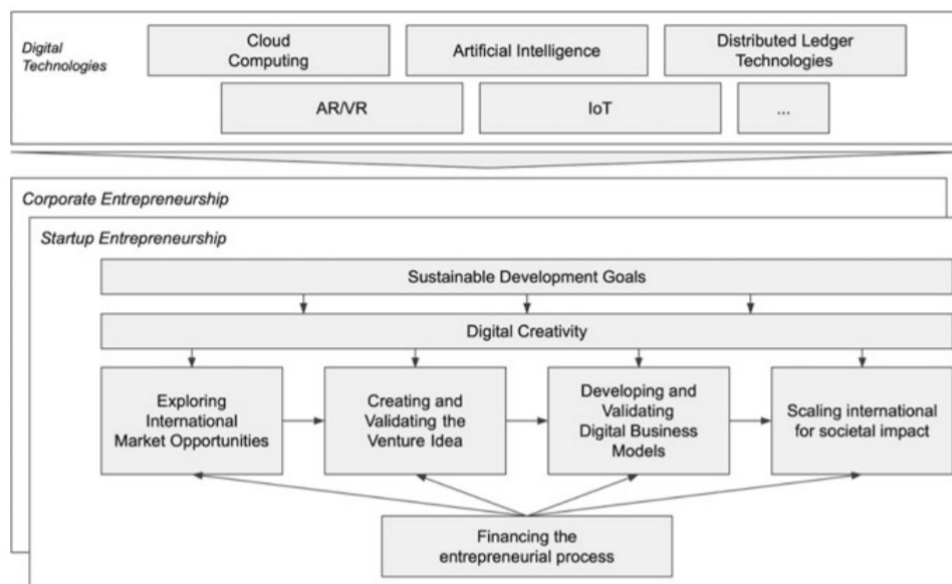 Digital
Technologies
Cloud
Computing
Artificial Intelligence
Distributed Ledger
Technologies
AR/VR
IoT
...
Corporate Entrepreneurship
Startup Entrepreneurship
Sustainable Development Goals
Digital Creativity
Exploring
International
Market Opportunities
Creating and
Validating the
Venture Idea
Developing and
Validating
Digital Business
Models
Scaling international
for societal impact
Financing the
entrepreneurial process